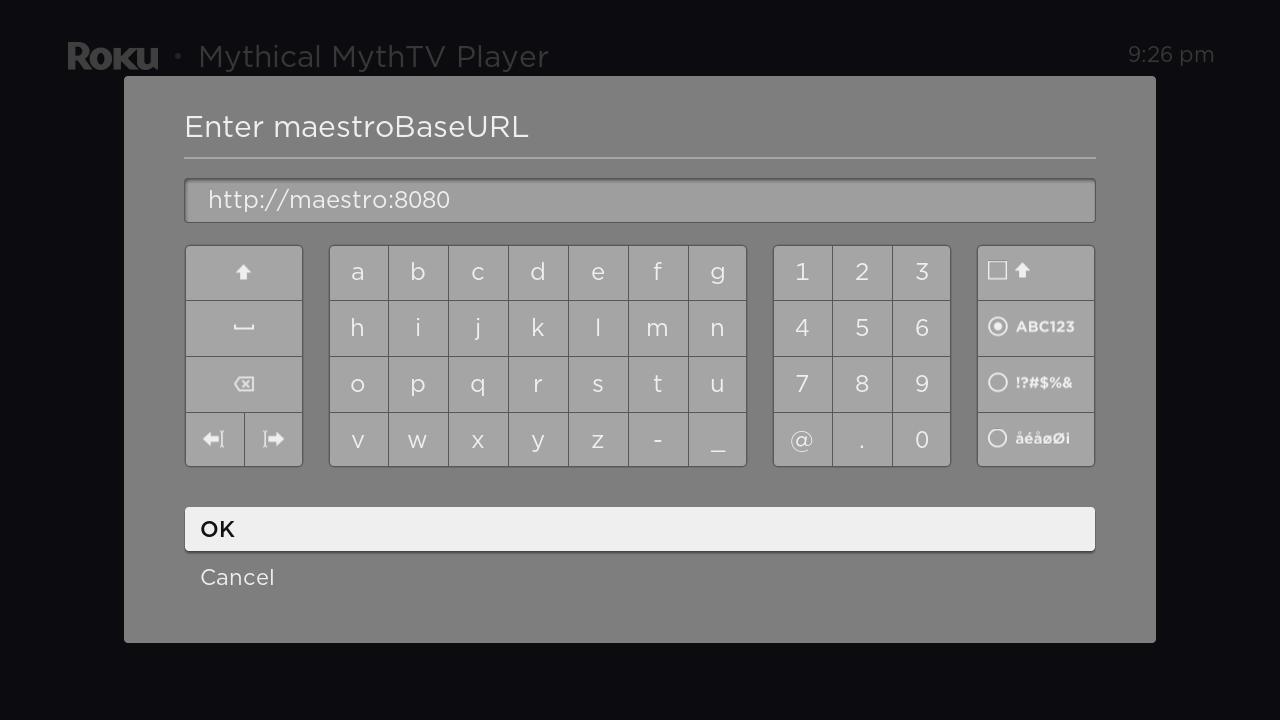 Roku • Mythical MythTV Player 9:26 pm
Enter maestroBaseURL
http://maestro:8080
a b c d e f g 1 2 3
h i j k l m n 4 5 6 ABC123
o p q r s t u 7 8 9 !?#$%&
v w x y z - _ @ . 0 åéåøØi
OK
Cancel